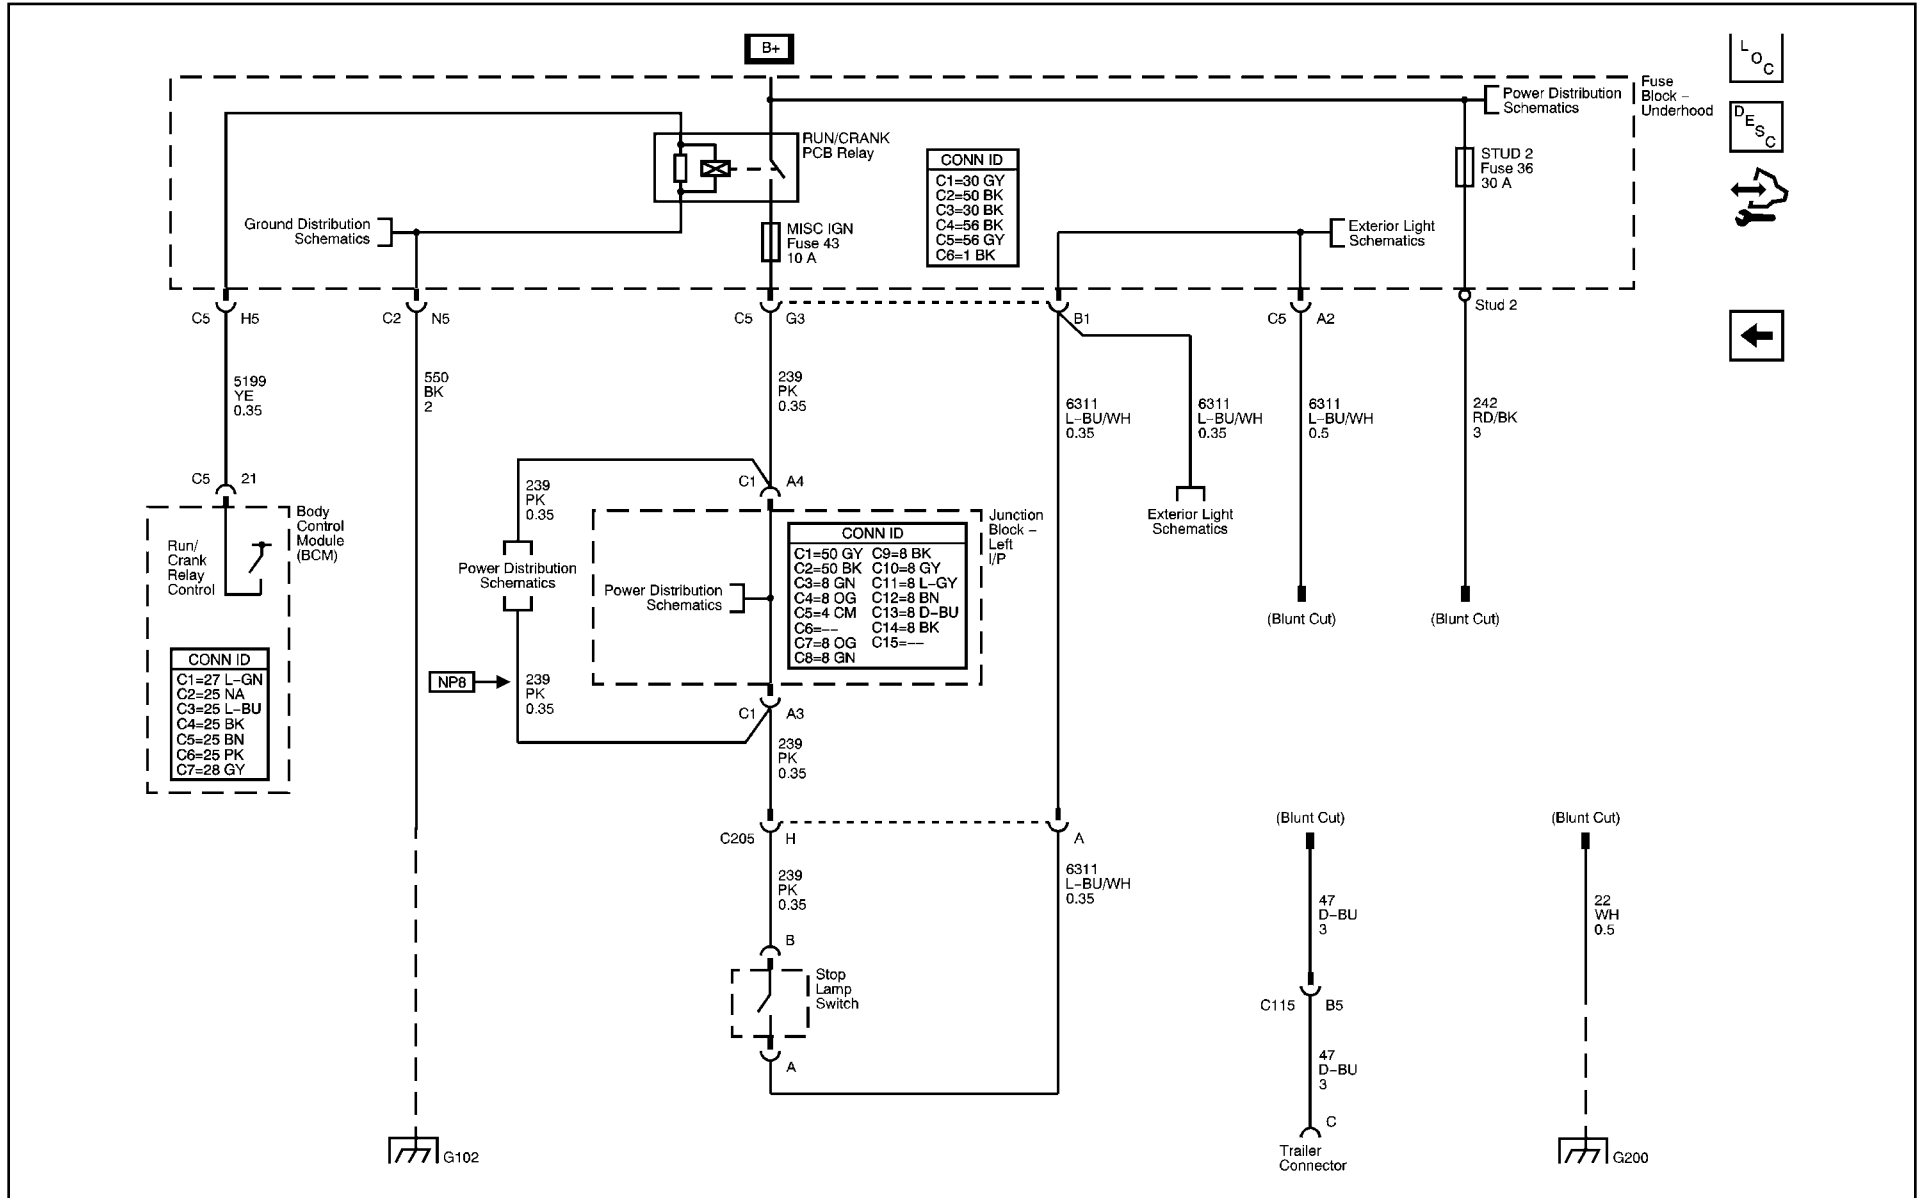 B+
L
O
C
D
E
S
C
Fuse
Block –
Underhood
Power Distribution
Schematics
RUN/CRANK
PCB Relay
STUD 2
Fuse 36
30 A
CONN ID
C1=30 GY
C2=50 BK
C3=30 BK
C4=56 BK
C5=56 GY
C6=1 BK
Ground Distribution
Schematics
MISC IGN
Fuse 43
10 A
Exterior Light
Schematics
C5 H5
C2 N5
C5 G3
B1
C5 A2
Stud 2
5199
YE
0.35
550
BK
2
239
PK
0.35
6311
L–BU/WH
0.35
6311
L–BU/WH
0.35
6311
L–BU/WH
0.5
242
RD/BK
3
C5 21
239
PK
0.35
C1 A4
Exterior Light
Schematics
Body
Control
Module
(BCM)
Run/
Crank
Relay
Control
Power Distribution
Schematics
Power Distribution
Schematics
CONN ID
C1=50 GY C9=8 BK
C2=50 BK C10=8 GY
C3=8 GN C11=8 L–GY
C4=8 OG C12=8 BN
C5=4 CM C13=8 D–BU
C6=–– C14=8 BK
C7=8 OG C15=––
C8=8 GN
Junction
Block –
Left
I/P
(Blunt Cut)
(Blunt Cut)
CONN ID
C1=27 L–GN
C2=25 NA
C3=25 L–BU
C4=25 BK
C5=25 BN
C6=25 PK
C7=28 GY
NP8
239
PK
0.35
C1 A3
239
PK
0.35
C205 H
A
(Blunt Cut)
(Blunt Cut)
239
PK
0.35
6311
L–BU/WH
0.35
47
D–BU
3
22
WH
0.5
B
Stop
Lamp
Switch
A
C115 B5
47
D–BU
3
C
Trailer
Connector
G102
G200